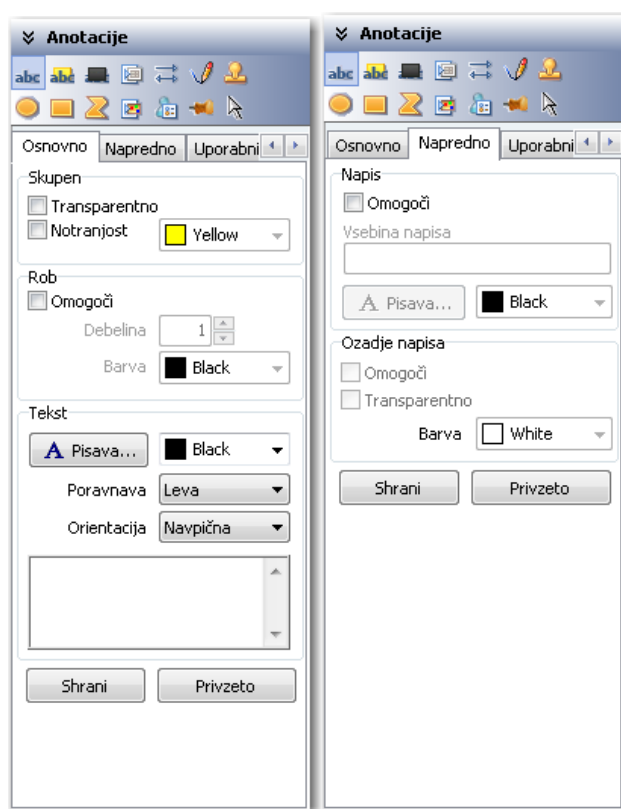 Anotacije
abc abc
Osnovno Napredno Uporabni
Skupen
Transparentno
Notranjost Yellow
Rob
Omogoči
Debelina 1
Barva Black
Tekst
A Pisava... Black
Poravnava Leva
Orientacija Navpična
Shrani Privzeto
Anotacije
abc abc
Osnovno Napredno Uporabni
Napis
Omogoči
Vsebina napisa
A Pisava... Black
Ozadje napisa
Omogoči
Transparentno
Barva White
Shrani Privzeto